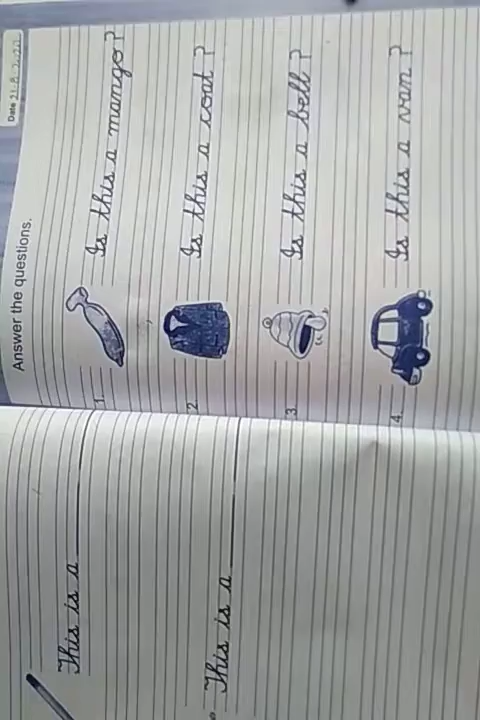 Date 21.8.2020
Answer the questions.
1. Is this a mango?
2. Is this a coat?
3. Is this a bell?
4. Is this a van?
This is a
This is a